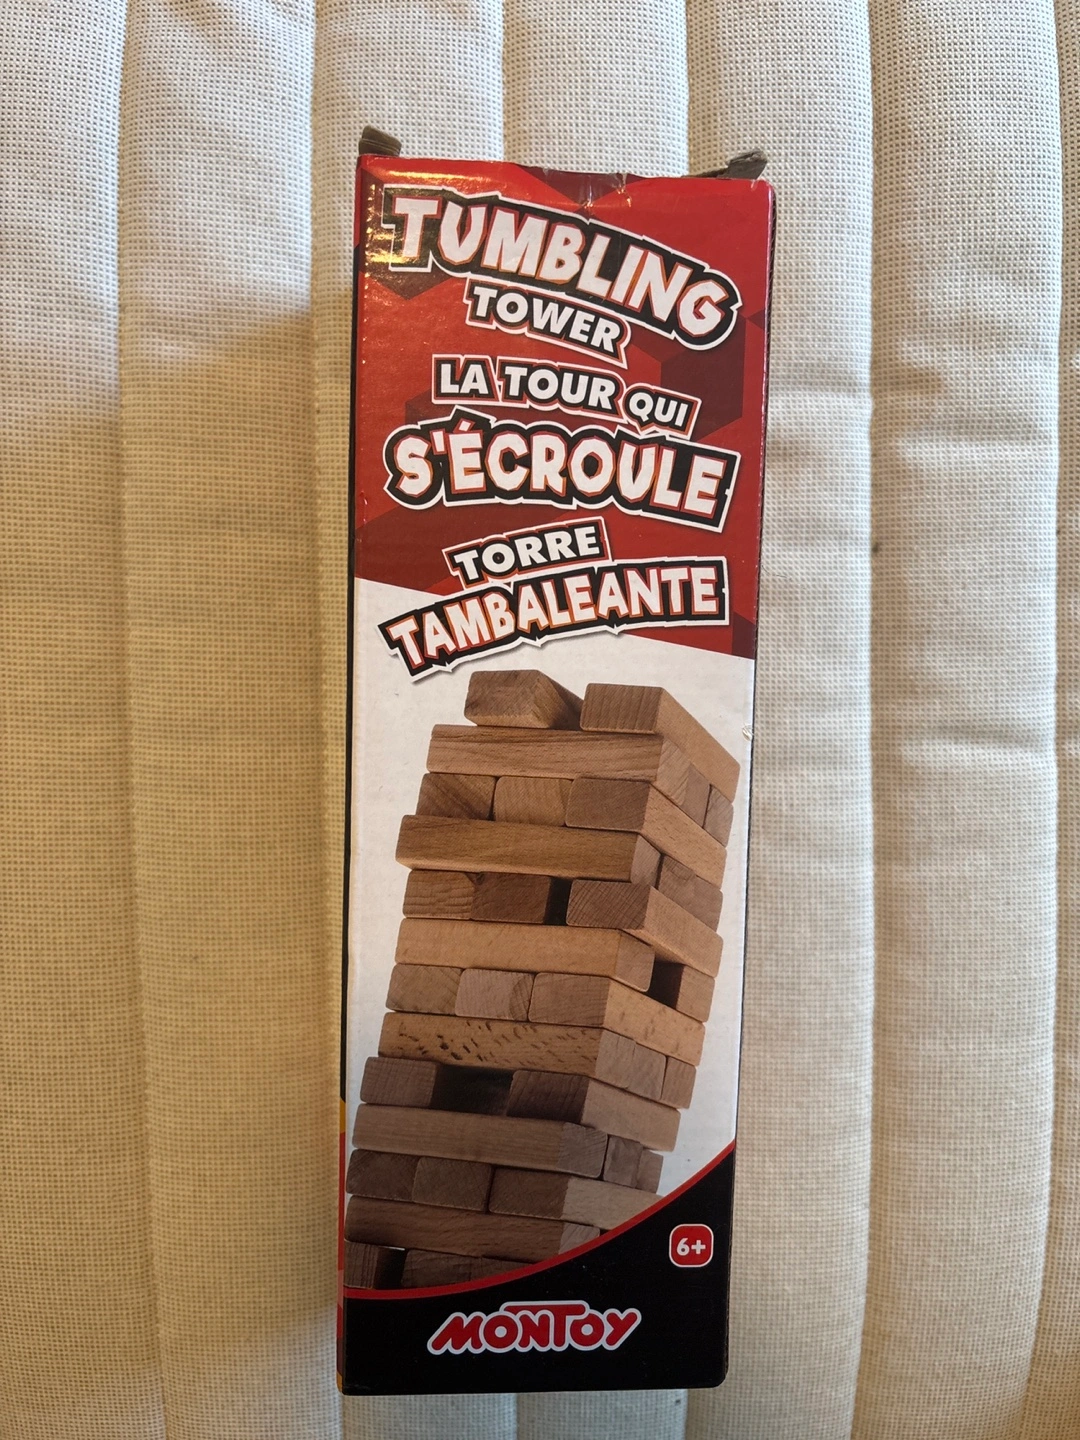 TUMBLING
TOWER
LA TOUR QUI
S'ÉCROULE
TORRE
TAMBALEANTE
6+
MONTOY